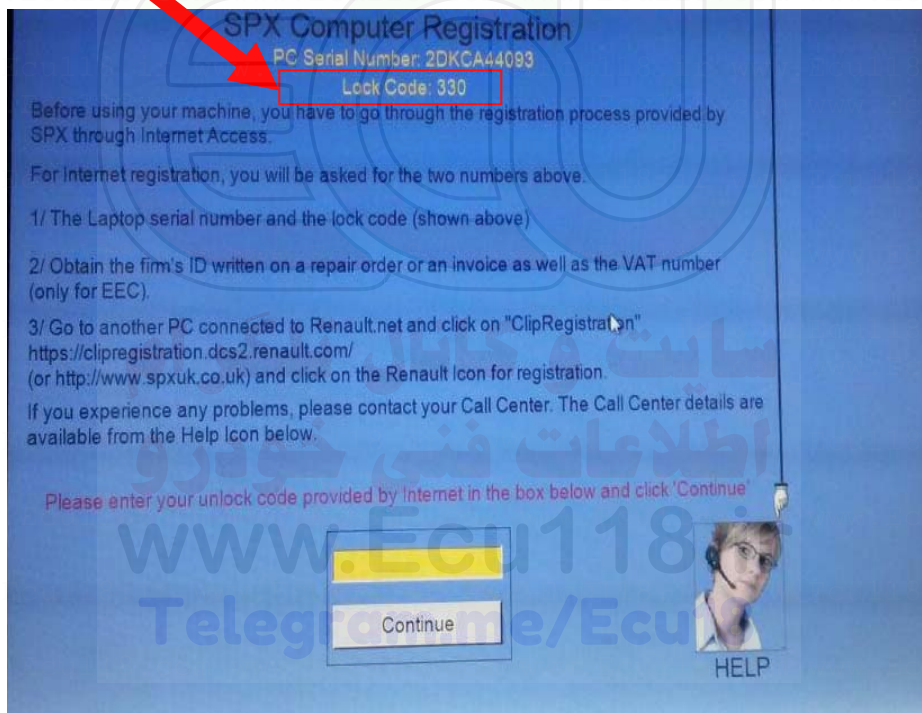 SPX Computer Registration
PC Serial Number: 2DKCA44093
Lock Code: 330
Before using your machine, you have to go through the registration process provided by
SPX through Internet Access.
For Internet registration, you will be asked for the two numbers above.
1/ The Laptop serial number and the lock code (shown above)
2/ Obtain the firm's ID written on a repair order or an invoice as well as the VAT number
(only for EEC).
3/ Go to another PC connected to Renault.net and click on "ClipRegistration"
https://clipregistration.dcs2.renault.com/
(or http://www.spxuk.co.uk) and click on the Renault Icon for registration.
If you experience any problems, please contact your Call Center. The Call Center details are
available from the Help Icon below.
سایت و کانال تلگرام
اطلاعات فنی خودرو
Please enter your unlock code provided by Internet in the box below and click 'Continue'
www.Ecu118.ir
Continue
HELP